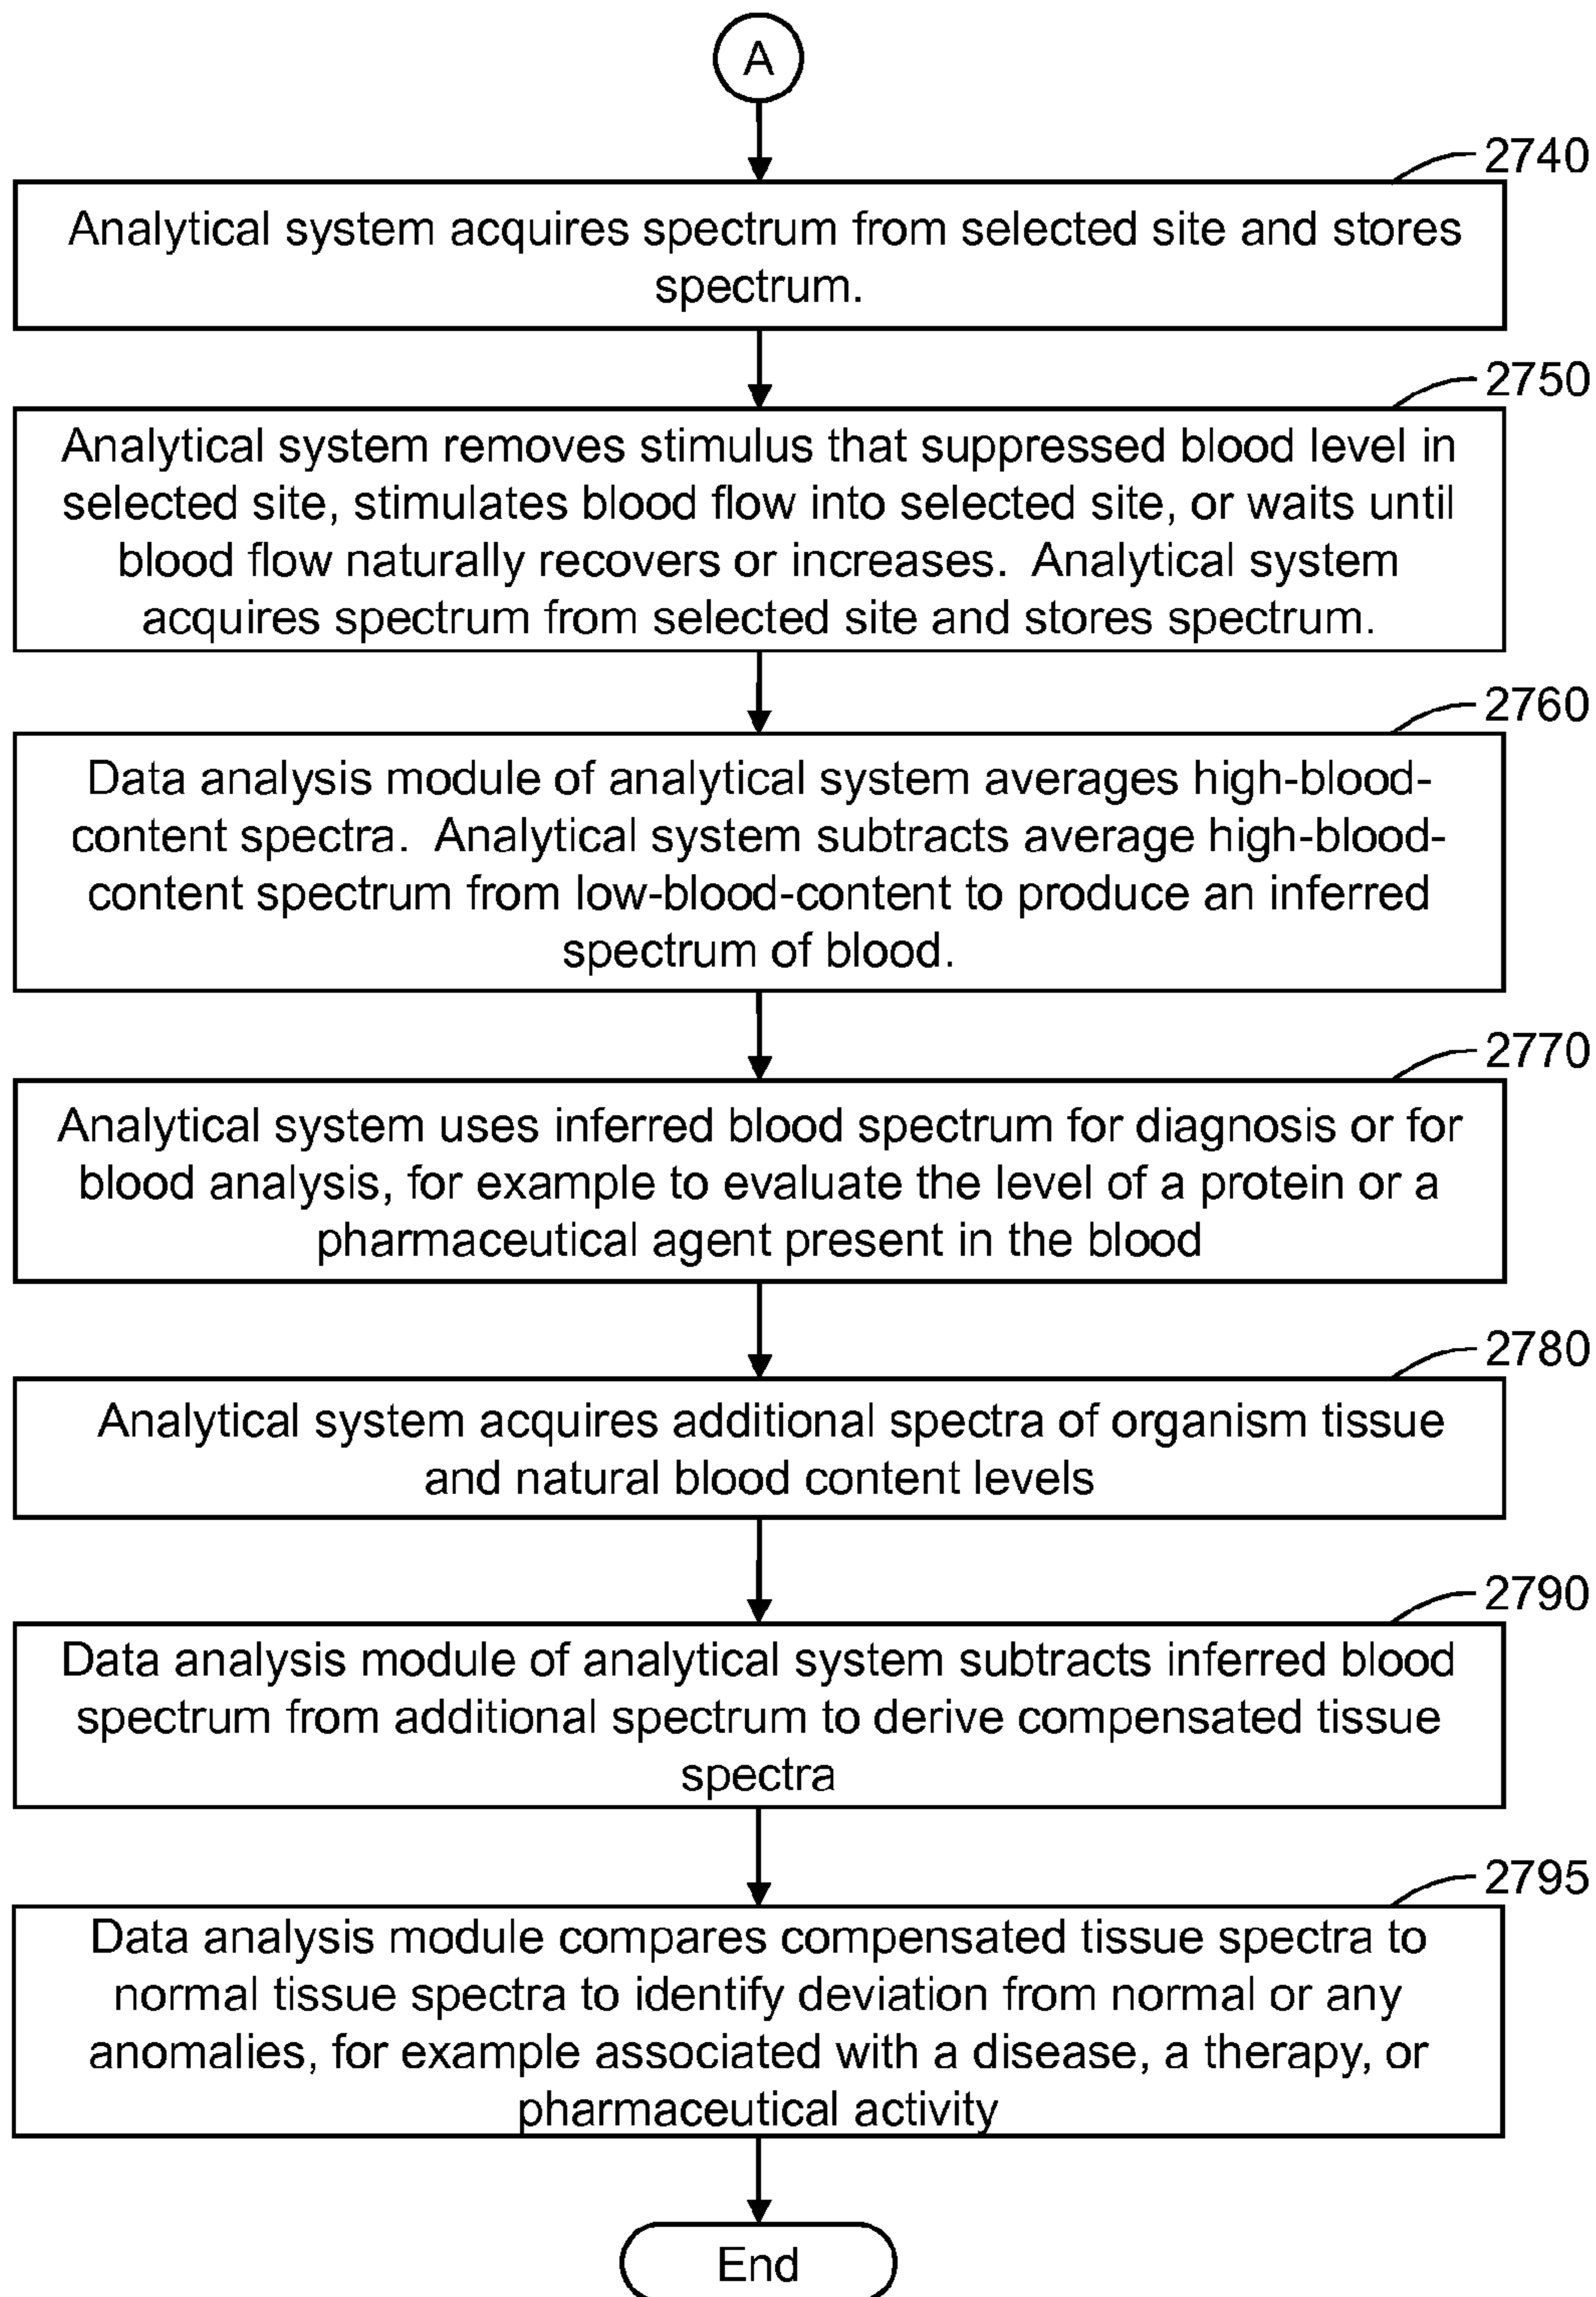 A
2740
Analytical system acquires spectrum from selected site and stores
spectrum.
2750
Analytical system removes stimulus that suppressed blood level in
selected site, stimulates blood flow into selected site, or waits until
blood flow naturally recovers or increases. Analytical system
acquires spectrum from selected site and stores spectrum.
2760
Data analysis module of analytical system averages high-blood-
content spectra. Analytical system subtracts average high-blood-
content spectrum from low-blood-content to produce an inferred
spectrum of blood.
2770
Analytical system uses inferred blood spectrum for diagnosis or for
blood analysis, for example to evaluate the level of a protein or a
pharmaceutical agent present in the blood
2780
Analytical system acquires additional spectra of organism tissue
and natural blood content levels
2790
Data analysis module of analytical system subtracts inferred blood
spectrum from additional spectrum to derive compensated tissue
spectra
2795
Data analysis module compares compensated tissue spectra to
normal tissue spectra to identify deviation from normal or any
anomalies, for example associated with a disease, a therapy, or
pharmaceutical activity
End